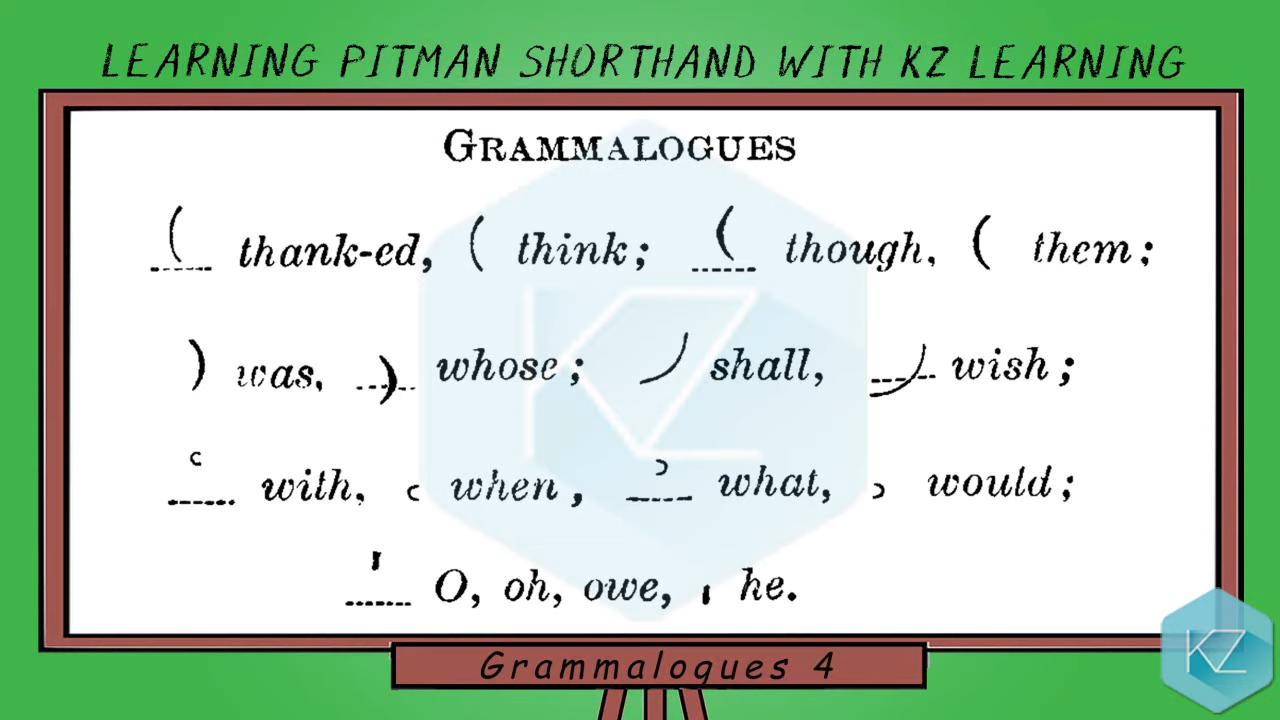 LEARNING PITMAN SHORTHAND WITH KZ LEARNING
GRAMMALOGUES
thank-ed, think; though, them;
was, whose; shall, wish;
with, when, what, would;
O, oh, owe, he.
Grammalogues 4
KZ